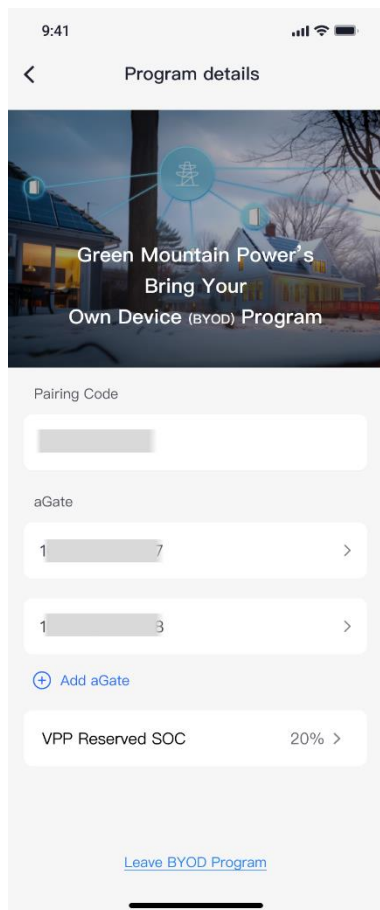 9:41
Program details
Green Mountain Power's
Bring Your
Own Device (BYOD) Program
Pairing Code
aGate
1 7
1 3
Add aGate
VPP Reserved SOC 20%
Leave BYOD Program